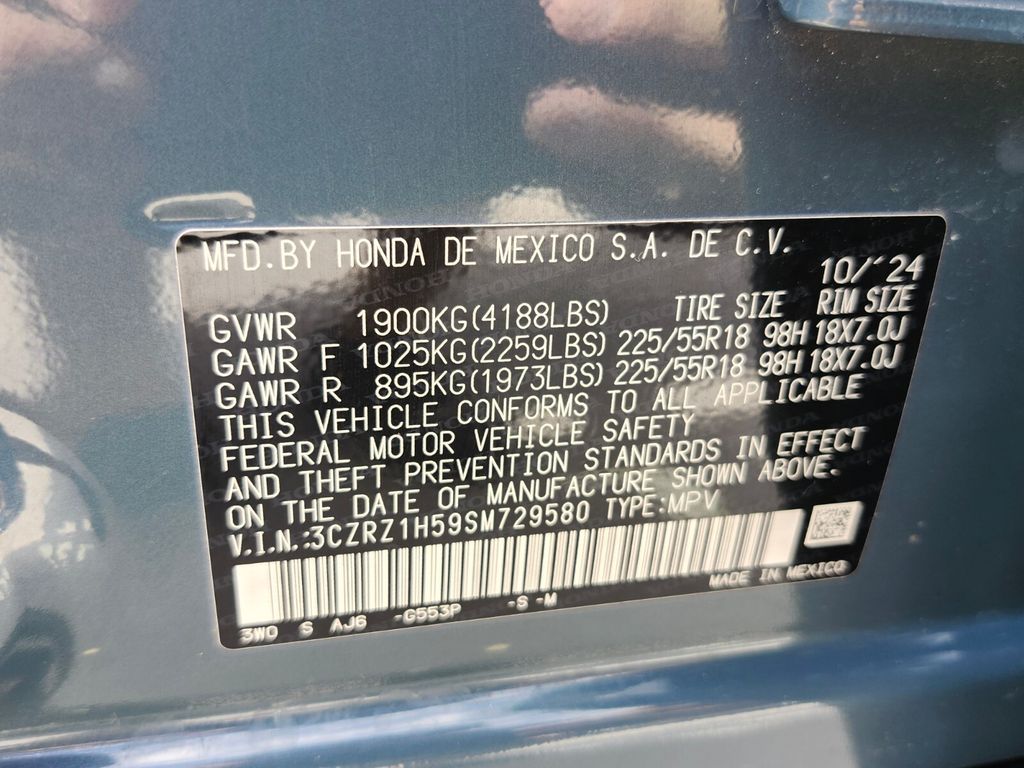 MFD.BY HONDA DE MEXICO S.A. DE C.V.
10/'24
GVWR 1900KG(4188LBS) TIRE SIZE RIM SIZE
GAWR F 1025KG(2259LBS) 225/55R18 98H 18X7.0J
GAWR R 895KG(1973LBS) 225/55R18 98H 18X7.0J
THIS VEHICLE CONFORMS TO ALL APPLICABLE
FEDERAL MOTOR VEHICLE SAFETY
AND THEFT PREVENTION STANDARDS IN EFFECT
ON THE DATE OF MANUFACTURE SHOWN ABOVE.
V.I.N.:3CZRZ1H59SM729580 TYPE:MPV
MADE IN MEXICO
3W0 S AJ6 -G553P -S -M